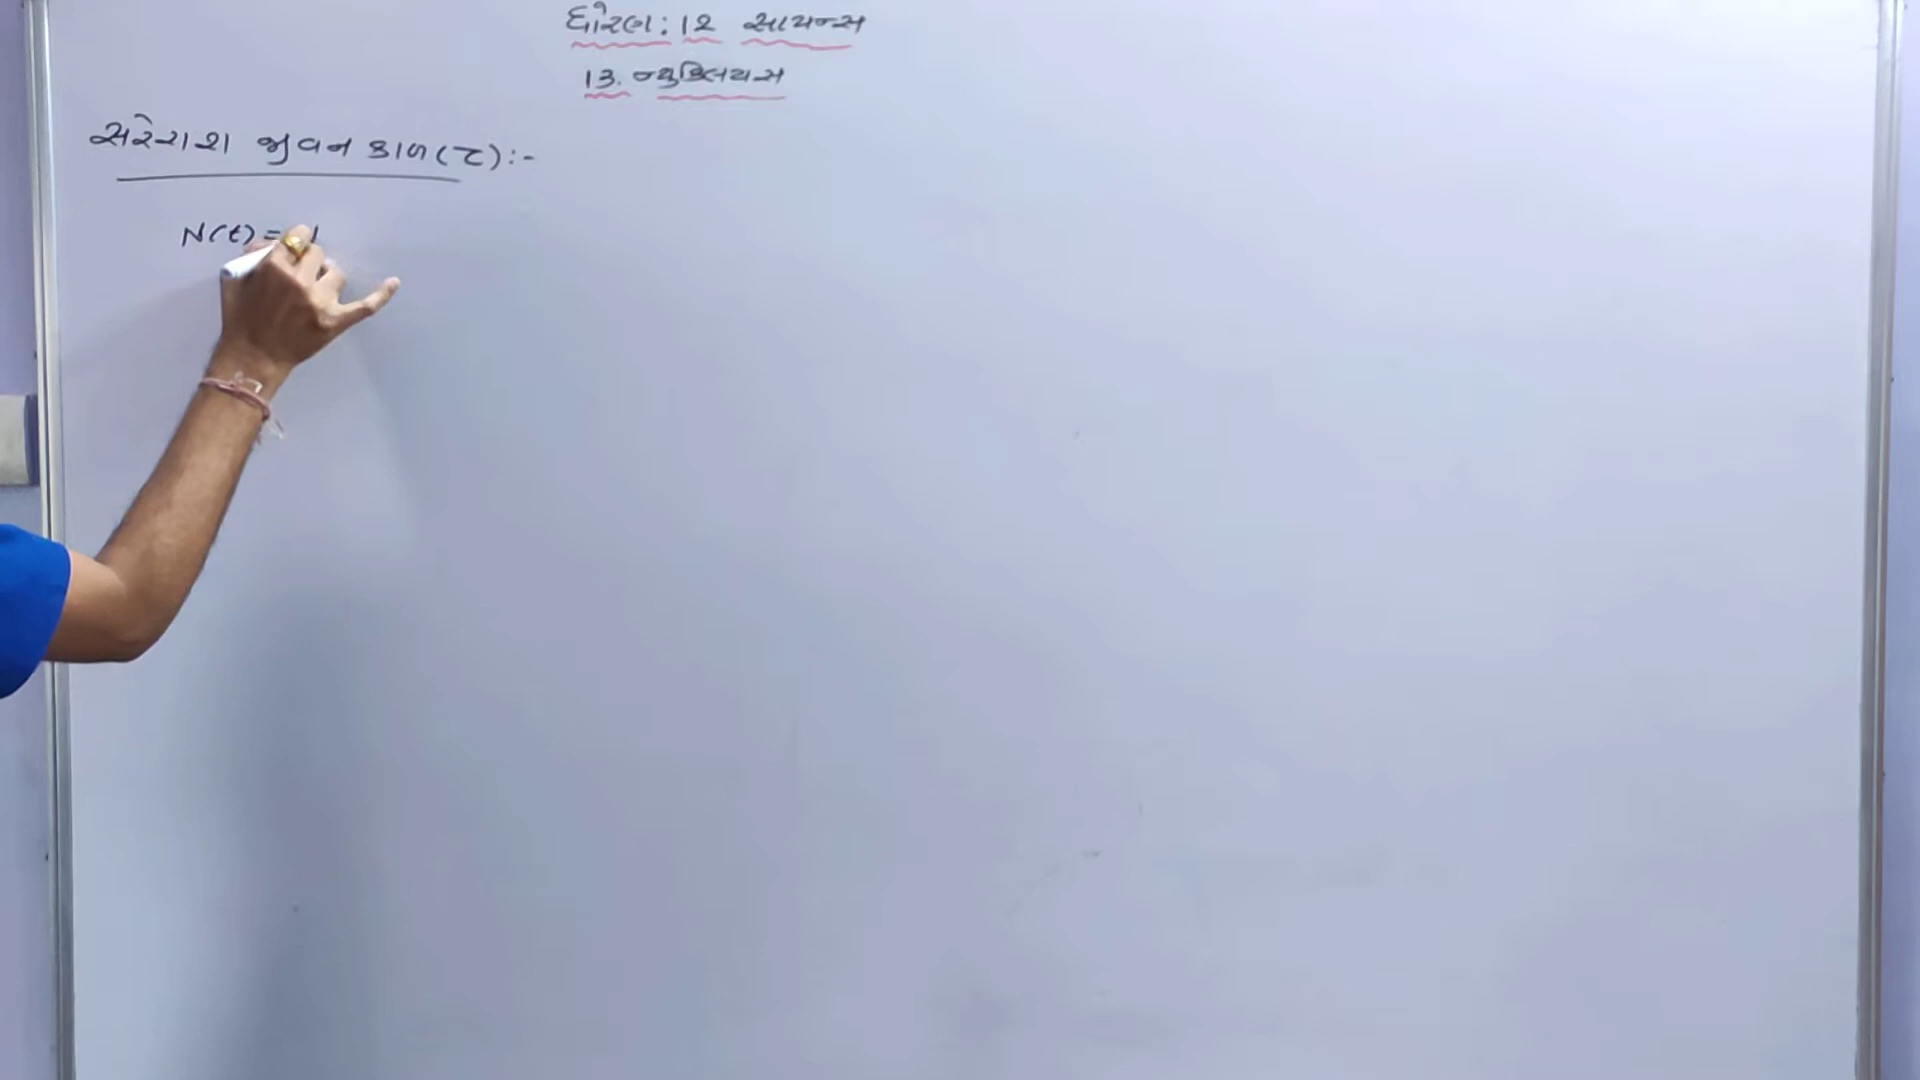 ધોરણ: 12 સાયન્સ
13. ન્યુક્લિયસ
સરેરાશ જીવન કાળ (τ):-
N(t) =